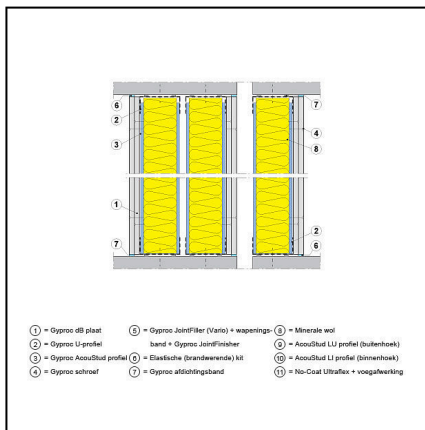 6
2
3
1
7
7
4
8
2
6
1 = Gyproc dB plaat
2 = Gyproc U-profiel
3 = Gyproc AcouStud profiel
4 = Gyproc schroef
5 = Gyproc JointFiller (Vario) + wapenings-
band + Gyproc JointFinisher
6 = Elastische (brandwerende) kit
7 = Gyproc afdichtingsband
8 = Minerale wol
9 = AcouStud LU profiel (buitenhoek)
10 = AcouStud LI profiel (binnenhoek)
11 = No-Coat Ultraflex + voegafwerking